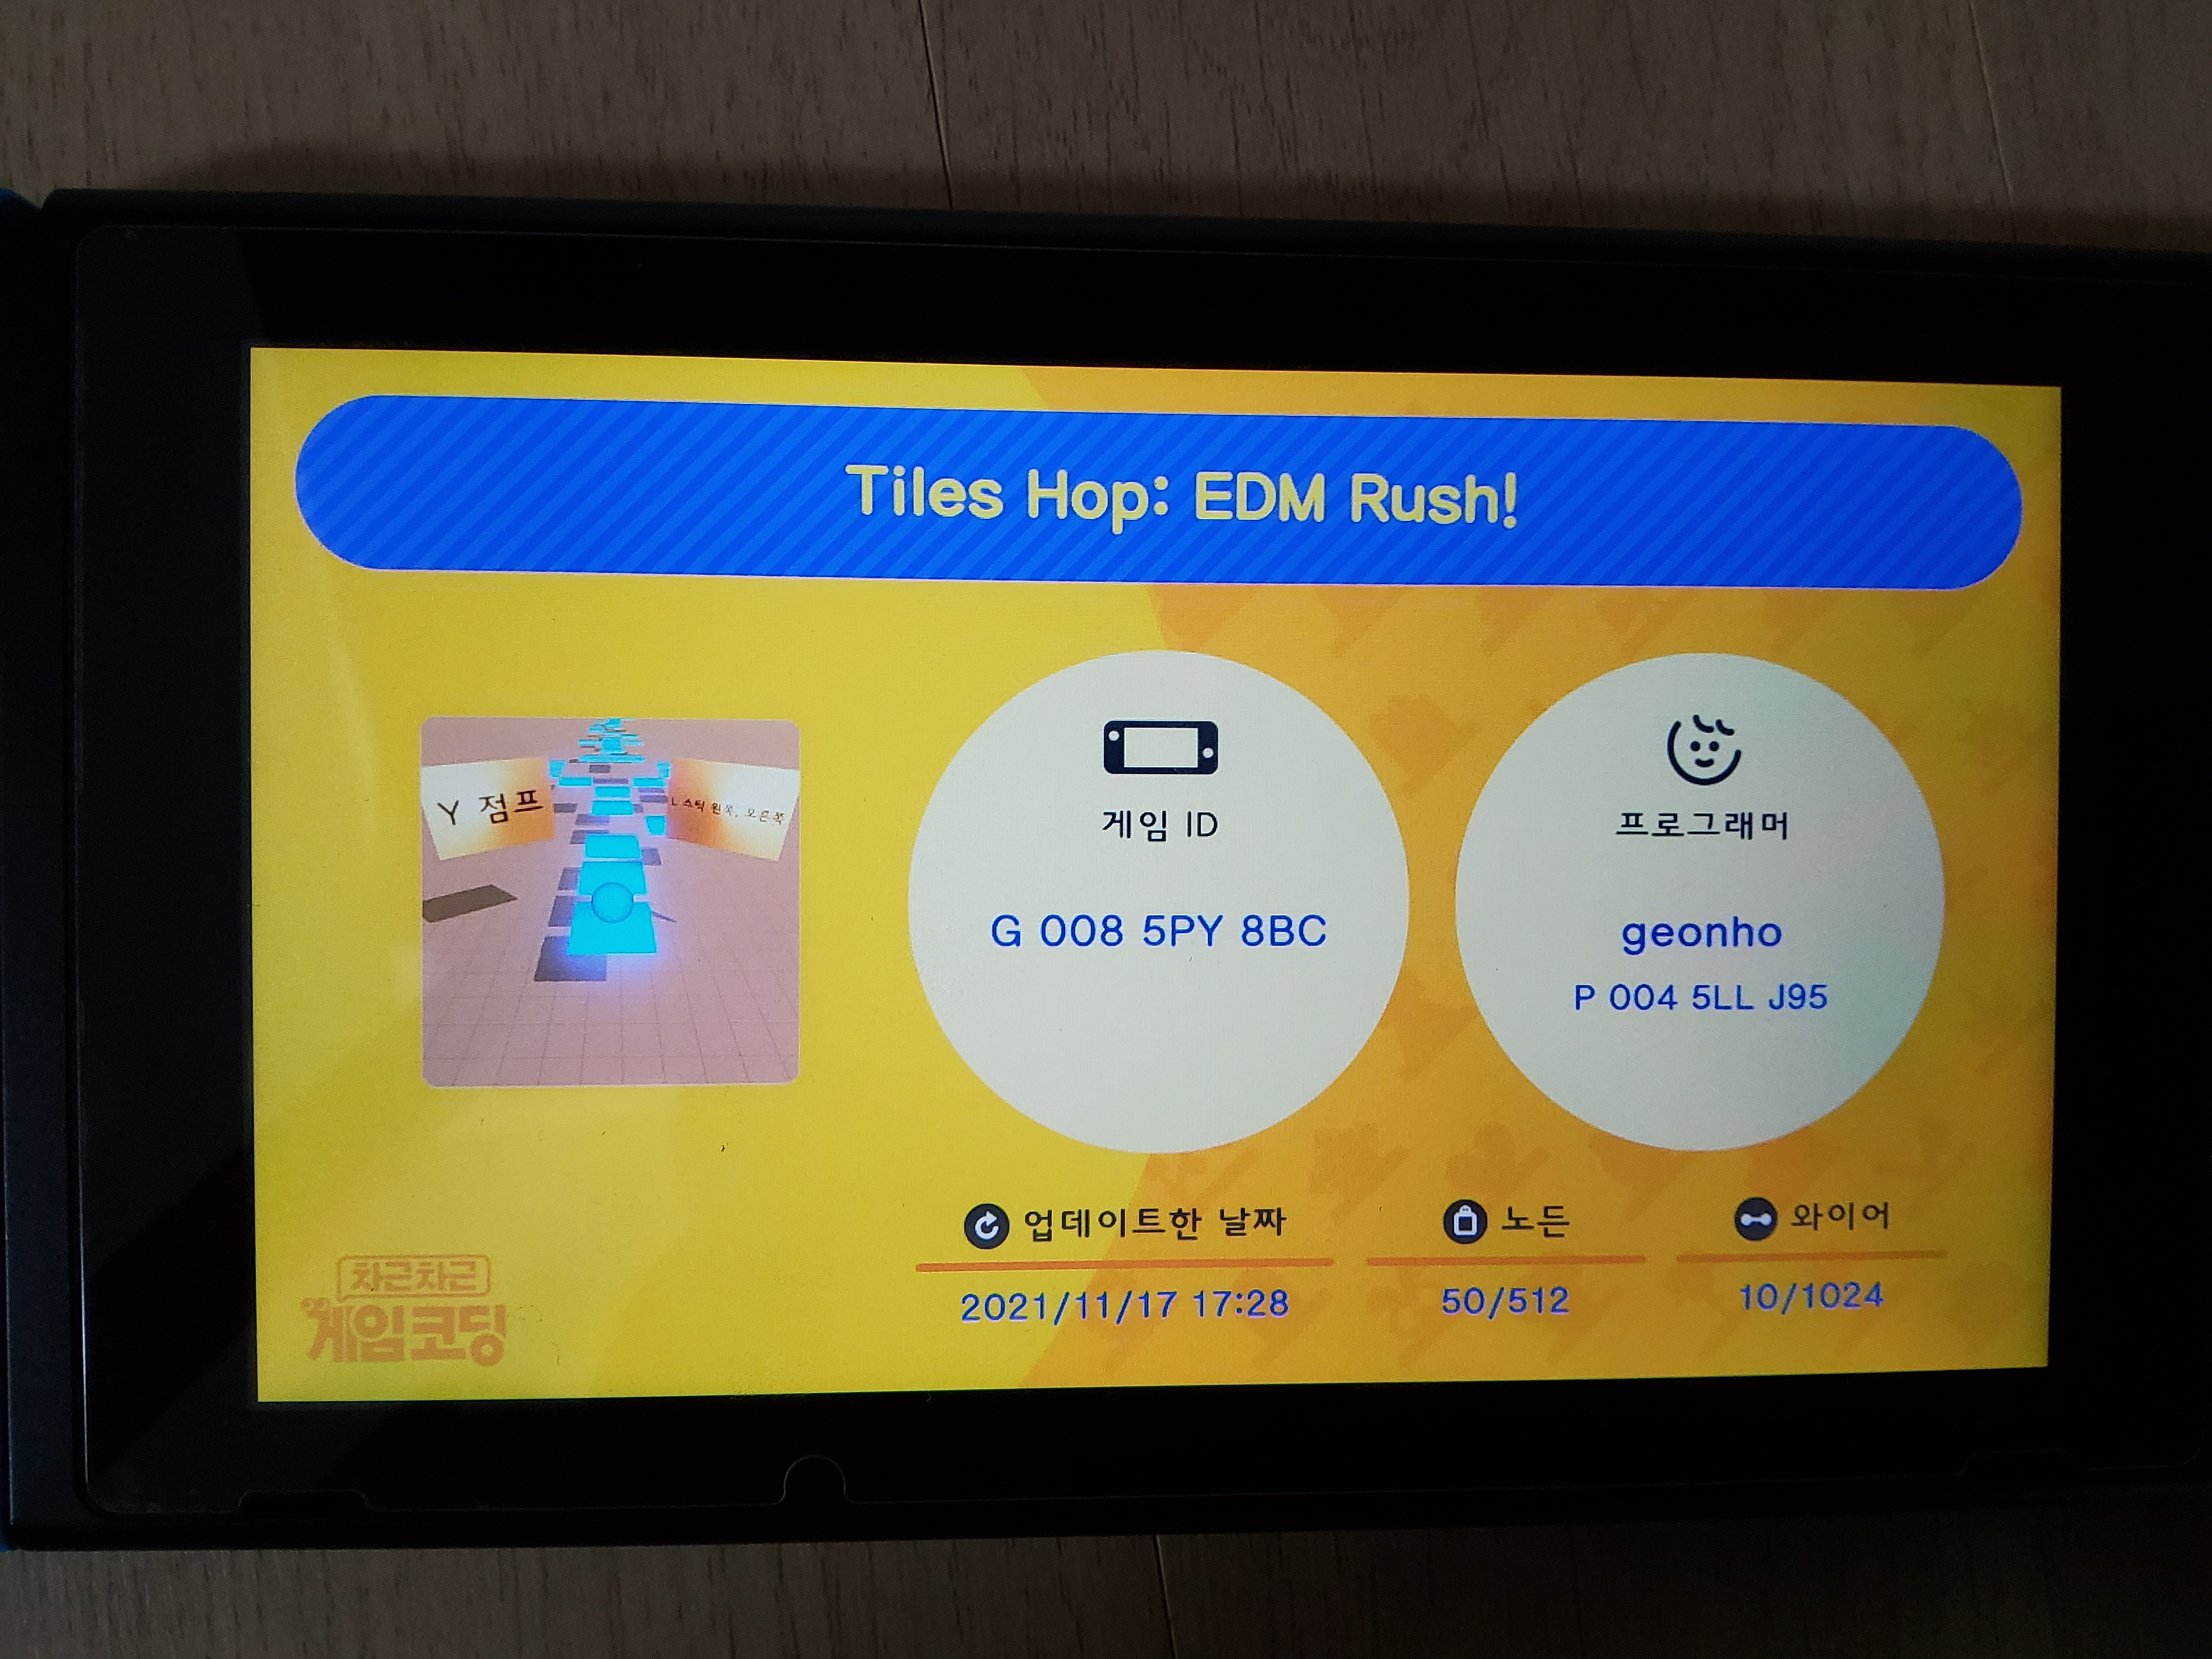 Tiles Hop: EDM Rush!
Y 점프
L 스틱 왼쪽, 오른쪽
게임 ID
G 008 5PY 8BC
프로그래머
geonho
P 004 5LL J95
업데이트한 날짜
2021/11/17 17:28
노든
50/512
와이어
10/1024
차근차근
게임코딩